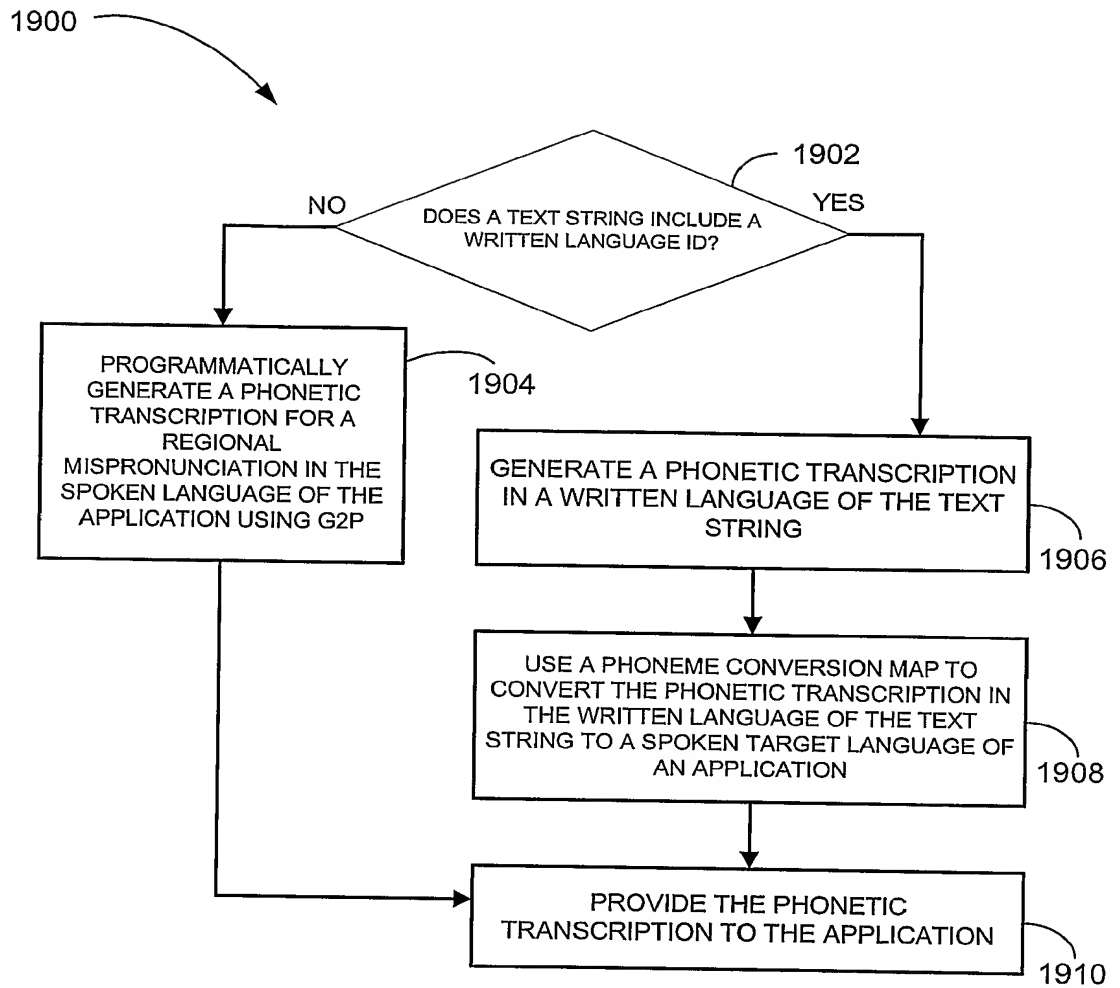 1900
1902
NO
YES
DOES A TEXT STRING INCLUDE A
WRITTEN LANGUAGE ID?
PROGRAMMATICALLY
GENERATE A PHONETIC
TRANSCRIPTION FOR A
REGIONAL
MISPRONUNCIATION IN THE
SPOKEN LANGUAGE OF THE
APPLICATION USING G2P
1904
GENERATE A PHONETIC TRANSCRIPTION
IN A WRITTEN LANGUAGE OF THE TEXT
STRING
1906
USE A PHONEME CONVERSION MAP TO
CONVERT THE PHONETIC TRANSCRIPTION IN
THE WRITTEN LANGUAGE OF THE TEXT
STRING TO A SPOKEN TARGET LANGUAGE OF
AN APPLICATION
1908
PROVIDE THE PHONETIC
TRANSCRIPTION TO THE APPLICATION
1910